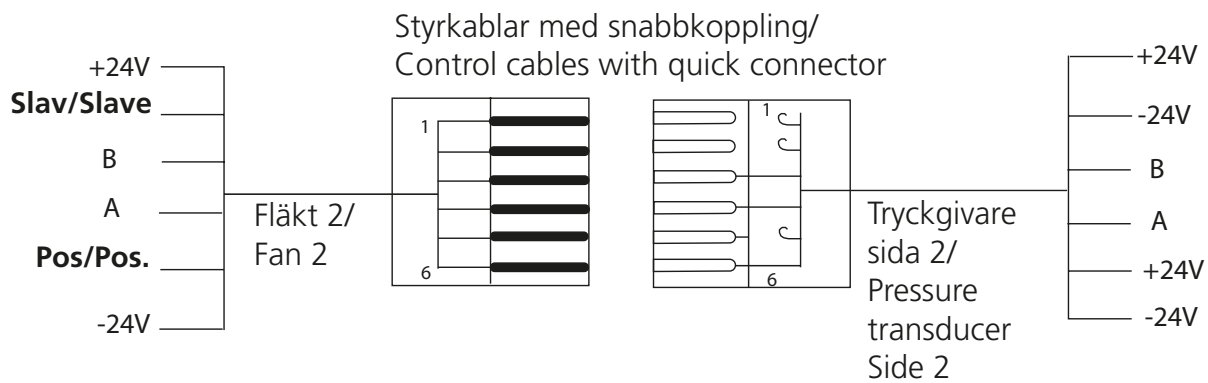 Styrkablar med snabbkoppling/
Control cables with quick connector
+24V
Slav/Slave
B
A
Pos/Pos.
-24V
Fläkt 2/
Fan 2
1
6
1
6
Tryckgivare
sida 2/
Pressure
transducer
Side 2
+24V
-24V
B
A
+24V
-24V